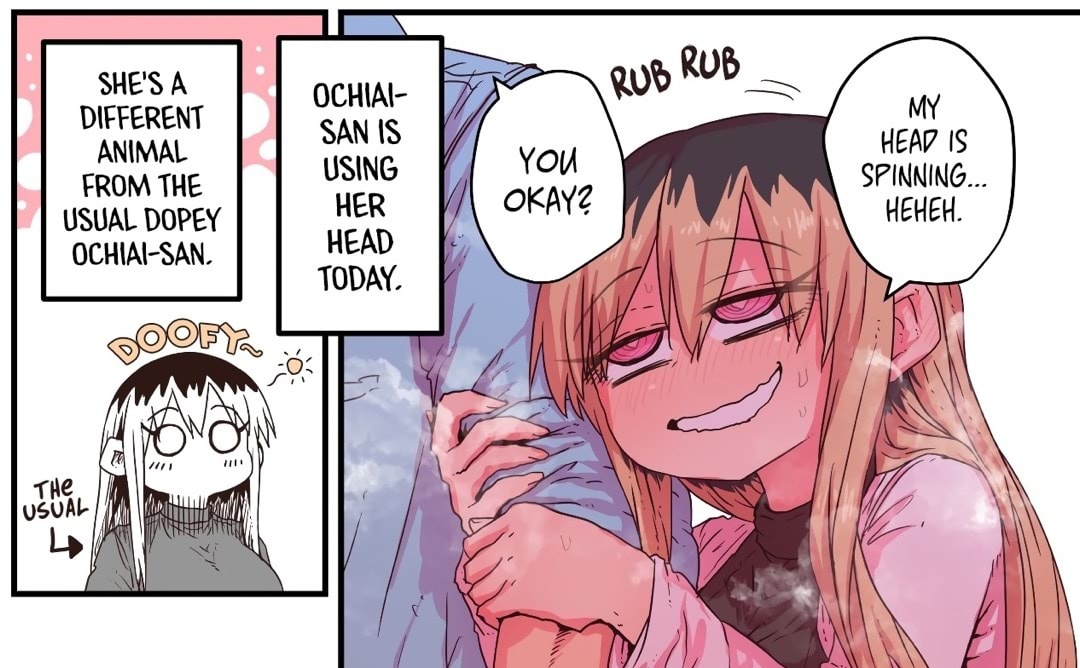 MY
HEAD IS
SPINNING...
HEHEH.
RUB RUB
YOU
OKAY?
OCHIAI-
SAN IS
USING
HER
HEAD
TODAY.
SHE'S A
DIFFERENT
ANIMAL
FROM THE
USUAL DOPEY
OCHIAI-SAN.
DOOFY~
THE
USUAL